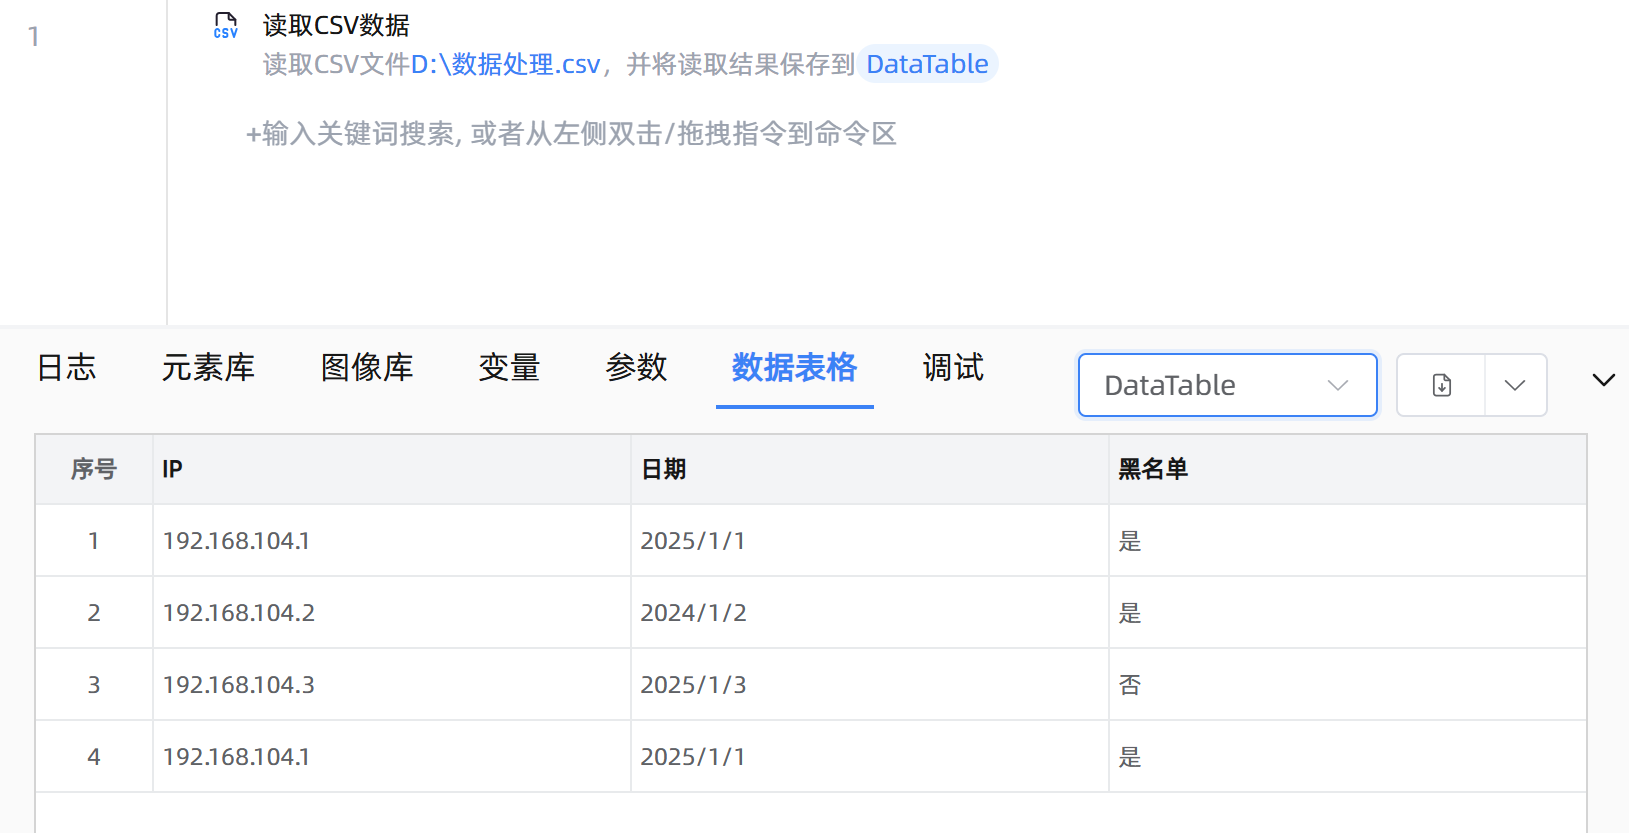 1
CSV
读取CSV数据
读取CSV文件D:\数据处理.csv，并将读取结果保存到 DataTable
+输入关键词搜索, 或者从左侧双击/拖拽指令到命令区
日志 元素库 图像库 变量 参数 数据表格 调试 DataTable
序号 IP 日期 黑名单
1 192.168.104.1 2025/1/1 是
2 192.168.104.2 2024/1/2 是
3 192.168.104.3 2025/1/3 否
4 192.168.104.1 2025/1/1 是